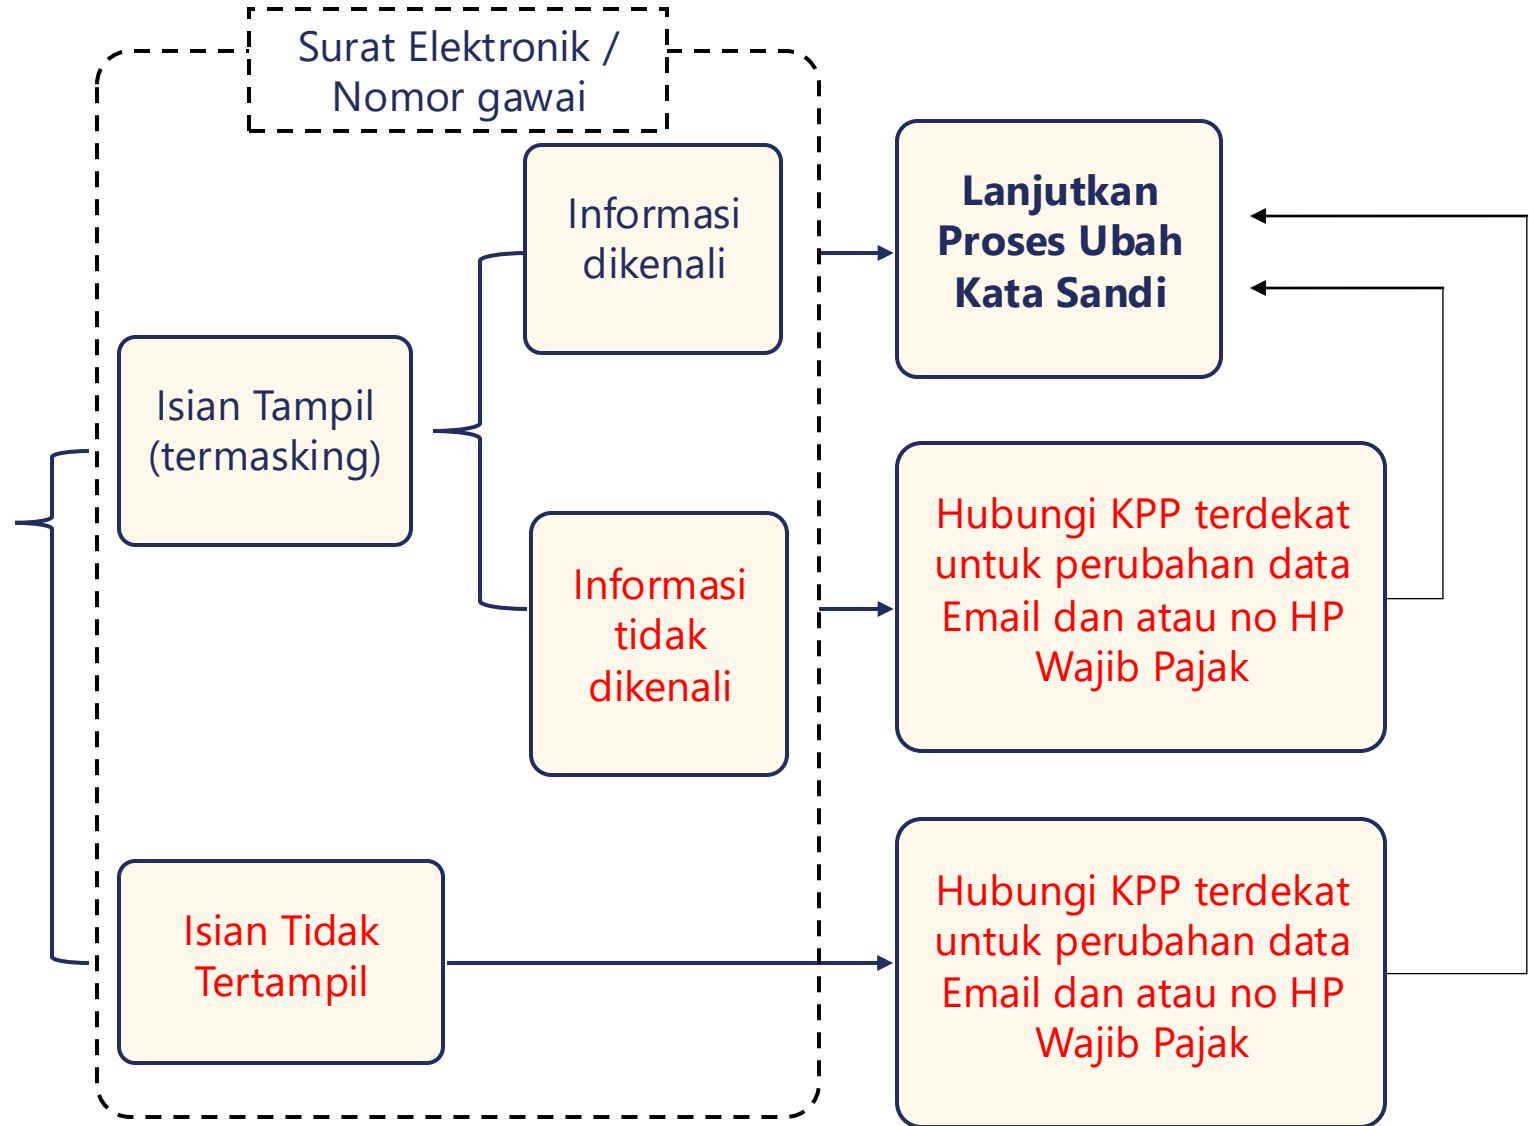 Surat Elektronik /
Nomor gawai
Informasi
dikenali
Lanjutkan
Proses Ubah
Kata Sandi
Isian Tampil
(termasking)
Informasi
tidak
dikenali
Hubungi KPP terdekat
untuk perubahan data
Email dan atau no HP
Wajib Pajak
Isian Tidak
Tertampil
Hubungi KPP terdekat
untuk perubahan data
Email dan atau no HP
Wajib Pajak